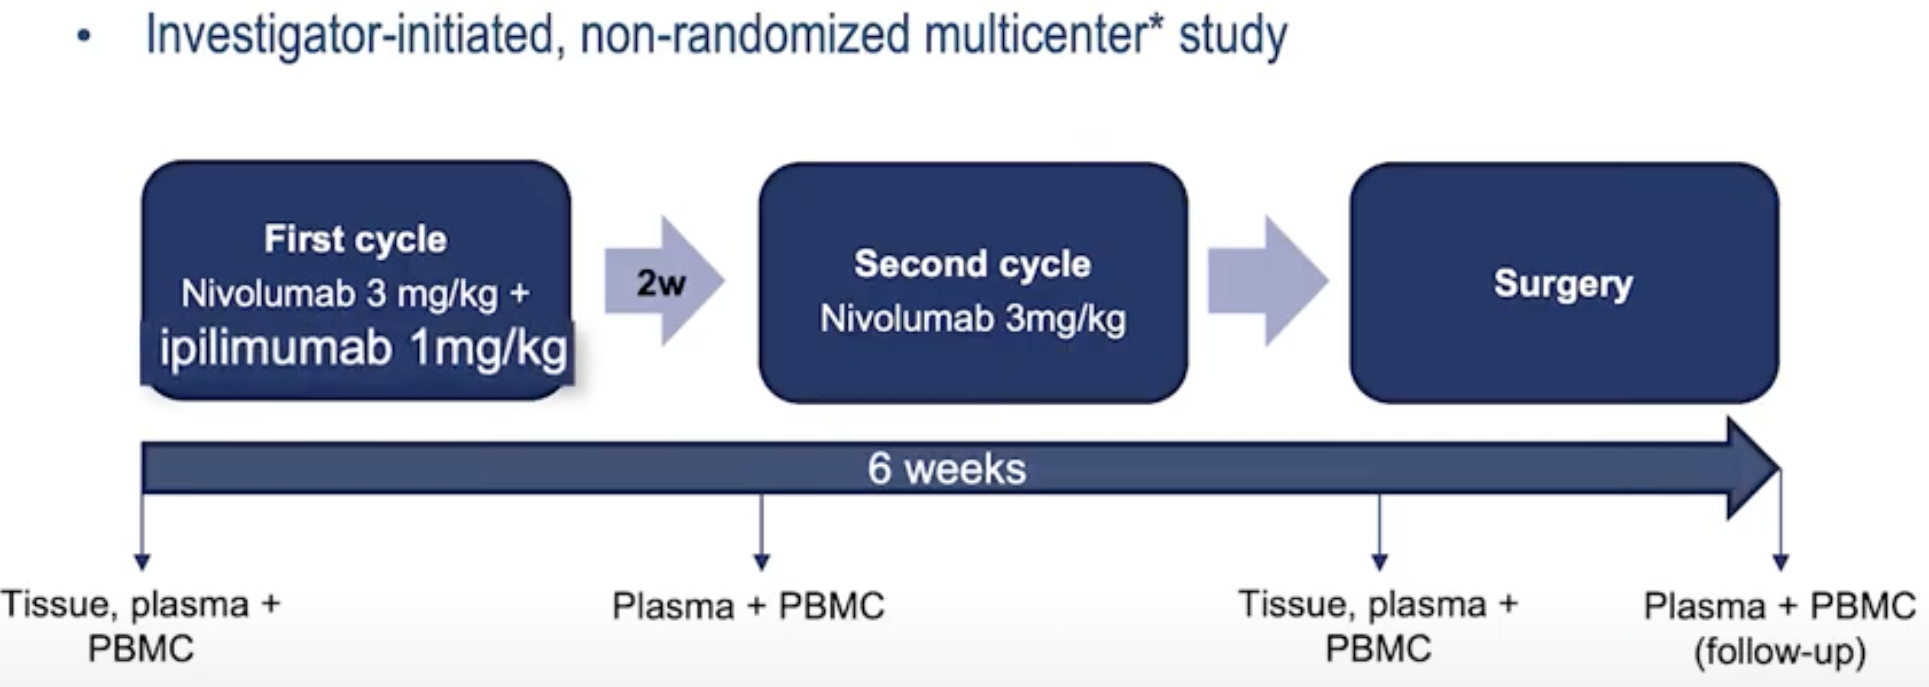 • Investigator-initiated, non-randomized multicenter* study
First cycle
Nivolumab 3 mg/kg +
ipilimumab 1mg/kg
2w
Second cycle
Nivolumab 3mg/kg
Surgery
6 weeks
Tissue, plasma +
PBMC
Plasma + PBMC
Tissue, plasma +
PBMC
Plasma + PBMC
(follow-up)